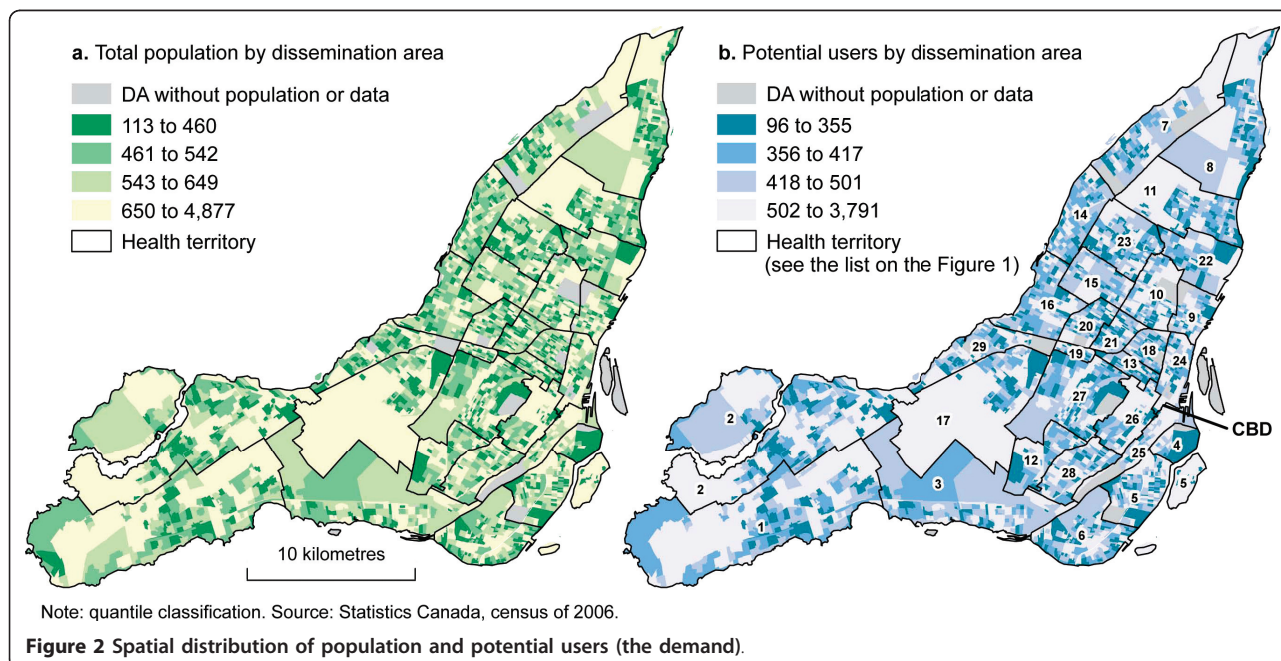 a. Total population by dissemination area
DA without population or data
113 to 460
461 to 542
543 to 649
650 to 4,877
Health territory
10 kilometres
b. Potential users by dissemination area
DA without population or data
96 to 355
356 to 417
418 to 501
502 to 3,791
Health territory
(see the list on the Figure 1)
7
8
11
14
23
22
15
10
16
9
20
29
21
18
19
13
24
27
2
17
26
CBD
4
25
12
28
3
5
2
5
1
6
Note: quantile classification. Source: Statistics Canada, census of 2006.
Figure 2 Spatial distribution of population and potential users (the demand).